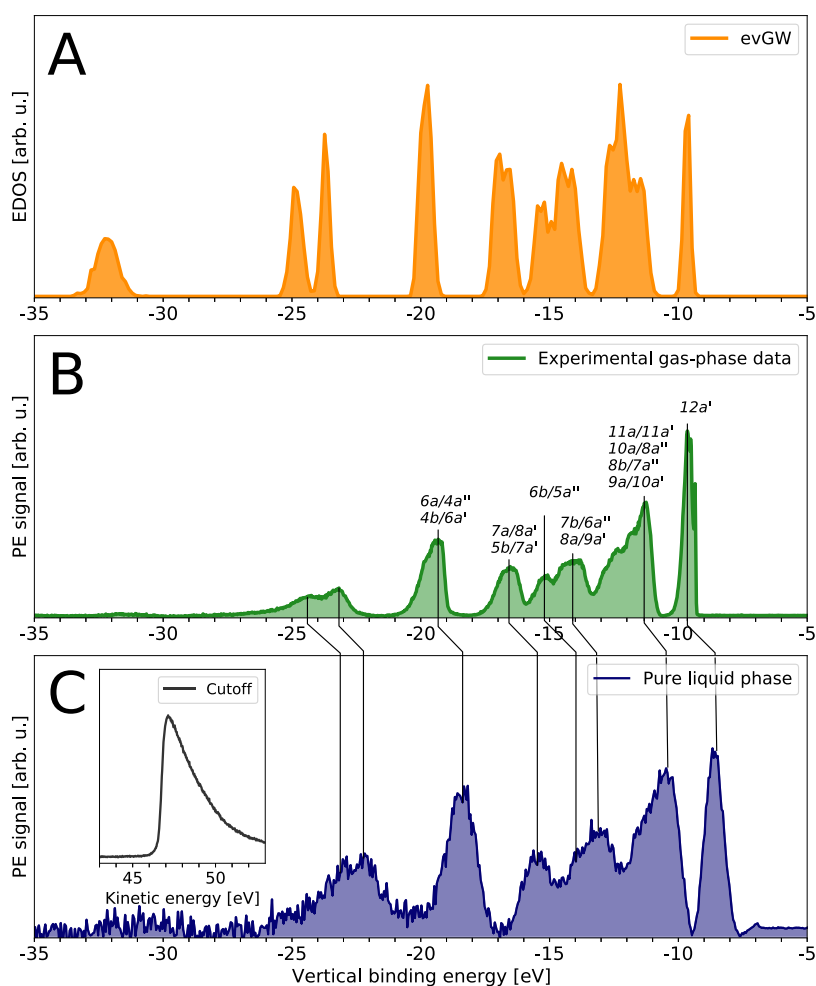 A
evGW
EDOS [arb. u.]
-35 -30 -25 -20 -15 -10 -5
B
Experimental gas-phase data
PE signal [arb. u.]
12a'
11a/11a'
10a/8a''
8b/7a''
9a/10a'
6b/5a''
6a/4a''
4b/6a'
7a/8a'
5b/7a'
7b/6a''
8a/9a'
-35 -30 -25 -20 -15 -10 -5
C
Cutoff
45 50
Kinetic energy [eV]
Pure liquid phase
PE signal [arb. u.]
-35 -30 -25 -20 -15 -10 -5
Vertical binding energy [eV]